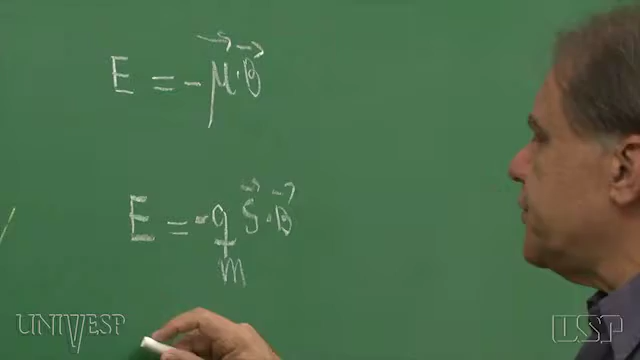 E = -μ⃗·B⃗
E = -q/m S⃗·B⃗
UNIVESP
USP